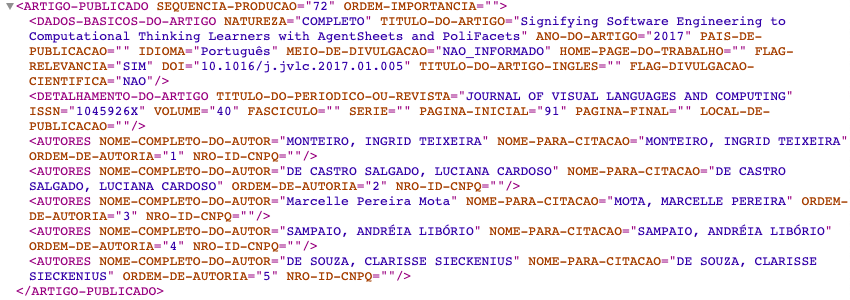 ▼<ARTIGO-PUBLICADO SEQUENCIA-PRODUCAO="72" ORDEM-IMPORTANCIA="">
<DADOS-BASICOS-DO-ARTIGO NATUREZA="COMPLETO" TITULO-DO-ARTIGO="Signifying Software Engineering to
Computational Thinking Learners with AgentSheets and PoliFacets" ANO-DO-ARTIGO="2017" PAIS-DE-
PUBLICACAO="" IDIOMA="Português" MEIO-DE-DIVULGACAO="NAO_INFORMADO" HOME-PAGE-DO-TRABALHO="" FLAG-
RELEVANCIA="SIM" DOI="10.1016/j.jvlc.2017.01.005" TITULO-DO-ARTIGO-INGLES="" FLAG-DIVULGACAO-
CIENTIFICA="NAO"/>
<DETALHAMENTO-DO-ARTIGO TITULO-DO-PERIODICO-OU-REVISTA="JOURNAL OF VISUAL LANGUAGES AND COMPUTING"
ISSN="1045926X" VOLUME="40" FASCICULO="" SERIE="" PAGINA-INICIAL="91" PAGINA-FINAL="" LOCAL-DE-
PUBLICACAO=""/>
<AUTORES NOME-COMPLETO-DO-AUTOR="MONTEIRO, INGRID TEIXEIRA" NOME-PARA-CITACAO="MONTEIRO, INGRID TEIXEIRA"
ORDEM-DE-AUTORIA="1" NRO-ID-CNPQ=""/>
<AUTORES NOME-COMPLETO-DO-AUTOR="DE CASTRO SALGADO, LUCIANA CARDOSO" NOME-PARA-CITACAO="DE CASTRO
SALGADO, LUCIANA CARDOSO" ORDEM-DE-AUTORIA="2" NRO-ID-CNPQ=""/>
<AUTORES NOME-COMPLETO-DO-AUTOR="Marcelle Pereira Mota" NOME-PARA-CITACAO="MOTA, MARCELLE PEREIRA" ORDEM-
DE-AUTORIA="3" NRO-ID-CNPQ=""/>
<AUTORES NOME-COMPLETO-DO-AUTOR="SAMPAIO, ANDRÉIA LIBÓRIO" NOME-PARA-CITACAO="SAMPAIO, ANDRÉIA LIBÓRIO"
ORDEM-DE-AUTORIA="4" NRO-ID-CNPQ=""/>
<AUTORES NOME-COMPLETO-DO-AUTOR="DE SOUZA, CLARISSE SIECKENIUS" NOME-PARA-CITACAO="DE SOUZA, CLARISSE
SIECKENIUS" ORDEM-DE-AUTORIA="5" NRO-ID-CNPQ=""/>
</ARTIGO-PUBLICADO>